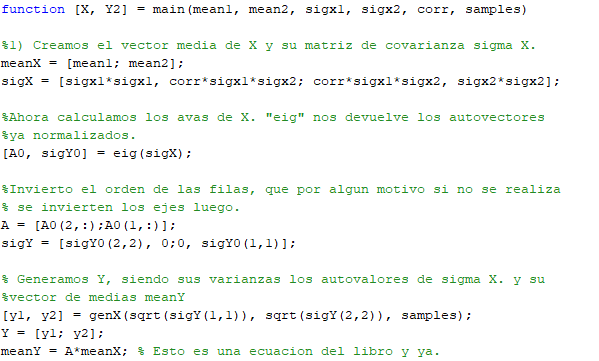 function [X, Y2] = main(mean1, mean2, sigx1, sigx2, corr, samples)
%1) Creamos el vector media de X y su matriz de covarianza sigma X.
meanX = [mean1; mean2];
sigX = [sigx1*sigx1, corr*sigx1*sigx2; corr*sigx1*sigx2, sigx2*sigx2];
%Ahora calculamos los avas de X. "eig" nos devuelve los autovectores
%ya normalizados.
[A0, sigY0] = eig(sigX);
%Invierto el orden de las filas, que por algun motivo si no se realiza
% se invierten los ejes luego.
A = [A0(2,:);A0(1,:)];
sigY = [sigY0(2,2), 0;0, sigY0(1,1)];
% Generamos Y, siendo sus varianzas los autovalores de sigma X. y su
%vector de medias meanY
[y1, y2] = genX(sqrt(sigY(1,1)), sqrt(sigY(2,2)), samples);
Y = [y1; y2];
meanY = A*meanX; % Esto es una ecuacion del libro y ya.